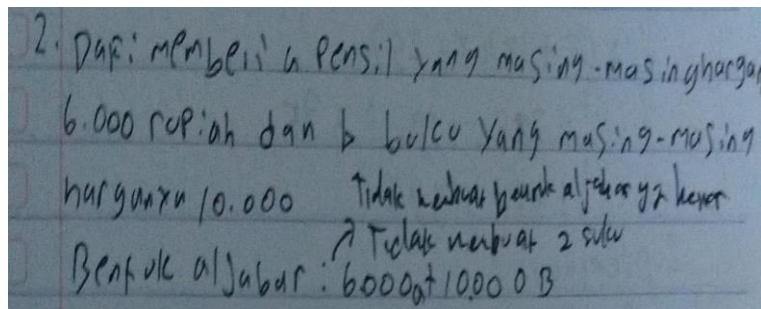 2. Dafi membeli a pensil yang masing-masing harga
6.000 rupiah dan b buku yang masing-masing
harganya 10.000 Tidak membuat bentuk aljabar yg benar
Tidak membuat 2 suku
Bentuk aljabar : 6000a + 10.000 B